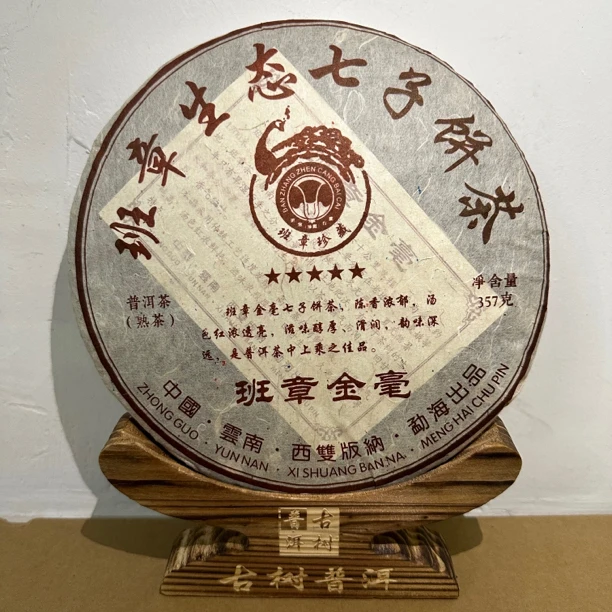 班章生态七子饼茶
BAN ZHANG ZHEN CANG BAI CAI
班章珍藏
★★★★★
普洱茶
(熟茶)
净含量
357克
班章金毫七子饼茶、陈香浓郁，汤
色红浓透亮，滋味醇厚、滑润，韵味深
远，是普洱茶中上乘之佳品。
班章金毫
中國·雲南·西雙版納·勐海出品
ZHONG GUO · YUN NAN · XI SHUANG BAN NA · MENG HAI CHU PIN
古树
普洱
古树普洱